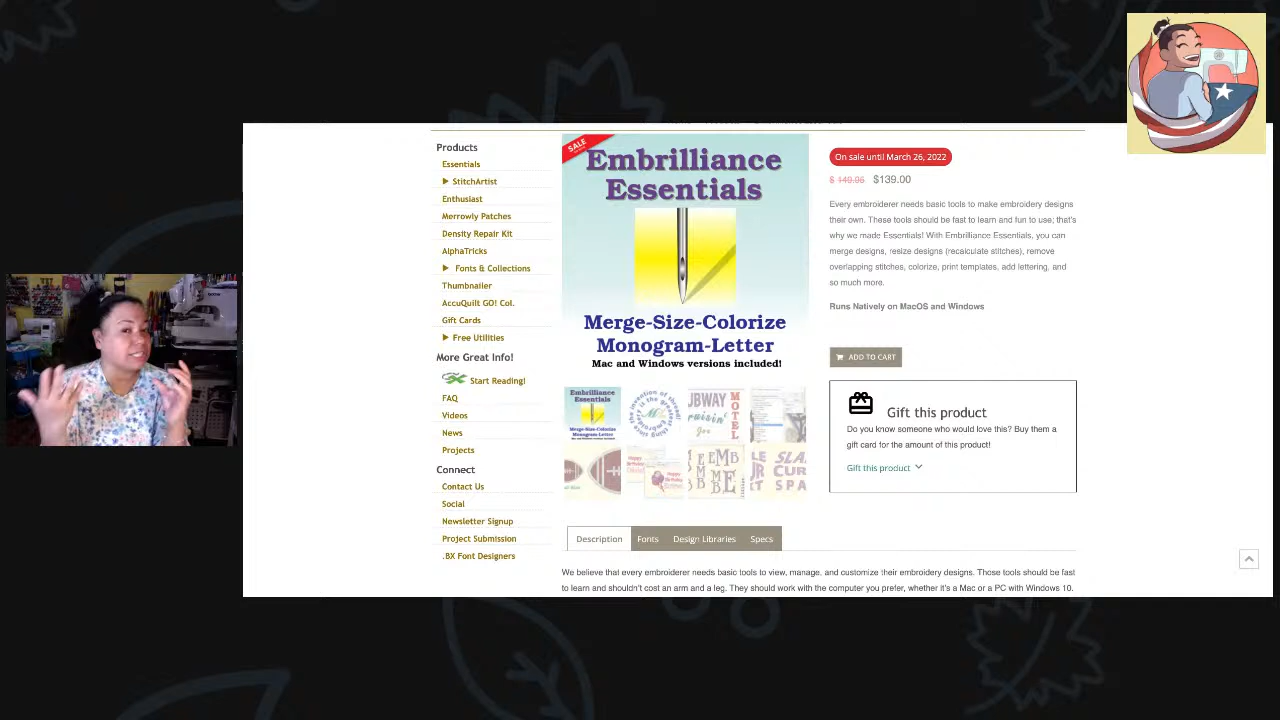 Products
Essentials
StitchArtist
Enthusiast
Merrowly Patches
Density Repair Kit
AlphaTricks
Fonts & Collections
Thumbnailer
AccuQuilt GO! Col.
Gift Cards
Free Utilities
More Great Info!
Start Reading!
FAQ
Videos
News
Projects
Connect
Contact Us
Social
Newsletter Signup
Project Submission
.BX Font Designers
SALE
Embrilliance
Essentials
Merge-Size-Colorize
Monogram-Letter
Mac and Windows versions included!
Embrilliance
Essentials
Merge-Size-Colorize
Monogram-Letter
MOTEL
On sale until March 26, 2022
$139.00
Every embroiderer needs basic tools to make embroidery designs
their own. These tools should be fast to learn and fun to use; that's
why we made Essentials! With Embrilliance Essentials, you can
merge designs, resize designs (recalculate stitches), remove
overlapping stitches, colorize, print templates, add lettering, and
so much more.
Runs Natively on MacOS and Windows
ADD TO CART
Gift this product
Do you know someone who would love this? Buy them a
gift card for the amount of this product!
Gift this product
Description Fonts Design Libraries Specs
We believe that every embroiderer needs basic tools to view, manage, and customize their embroidery designs. Those tools should be fast
to learn and shouldn't cost an arm and a leg. They should work with the computer you prefer, whether it's a Mac or a PC with Windows 10.